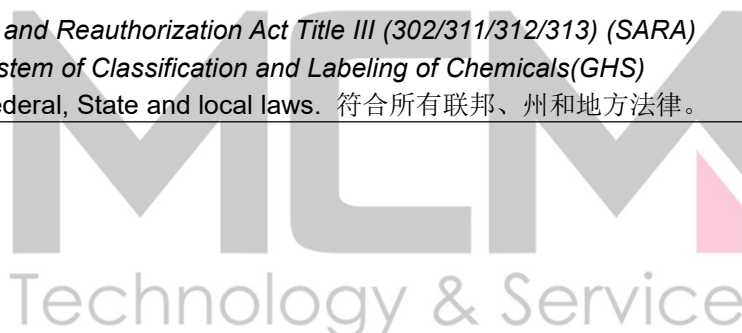 and Reauthorization Act Title III (302/311/312/313) (SARA)
stem of Classification and Labeling of Chemicals(GHS)
ederal, State and local laws. 符合所有联邦、州和地方法律。
MCM
Technology & Service